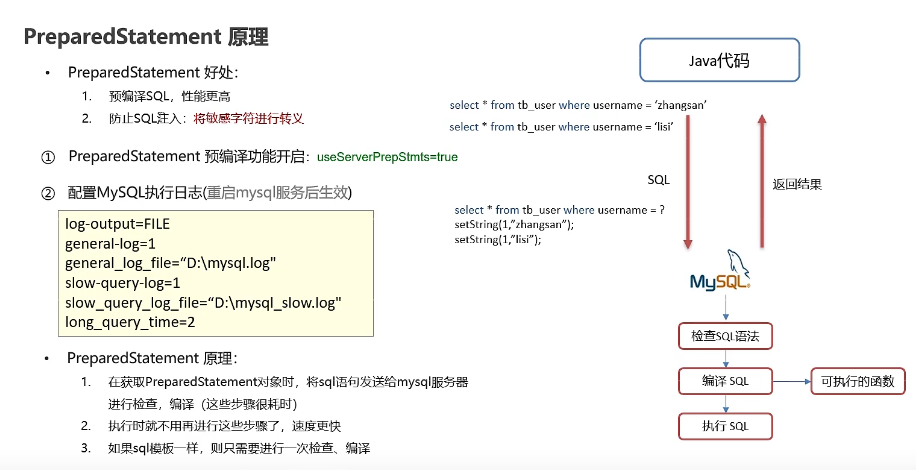 PreparedStatement 原理
• PreparedStatement 好处：
1. 预编译SQL，性能更高
2. 防止SQL注入：将敏感字符进行转义
① PreparedStatement 预编译功能开启：useServerPrepStmts=true
② 配置MySQL执行日志(重启mysql服务后生效)
log-output=FILE
general-log=1
general_log_file=“D:\mysql.log"
slow-query-log=1
slow_query_log_file=“D:\mysql_slow.log"
long_query_time=2
• PreparedStatement 原理：
1. 在获取PreparedStatement对象时，将sql语句发送给mysql服务器
进行检查，编译（这些步骤很耗时）
2. 执行时就不用再进行这些步骤了，速度更快
3. 如果sql模板一样，则只需要进行一次检查、编译
Java代码
select * from tb_user where username = ‘zhangsan’
select * from tb_user where username = ‘lisi’
SQL
返回结果
select * from tb_user where username = ?
setString(1,”zhangsan”);
setString(1,”lisi”);
MySQL®
检查SQL语法
编译 SQL
可执行的函数
执行 SQL